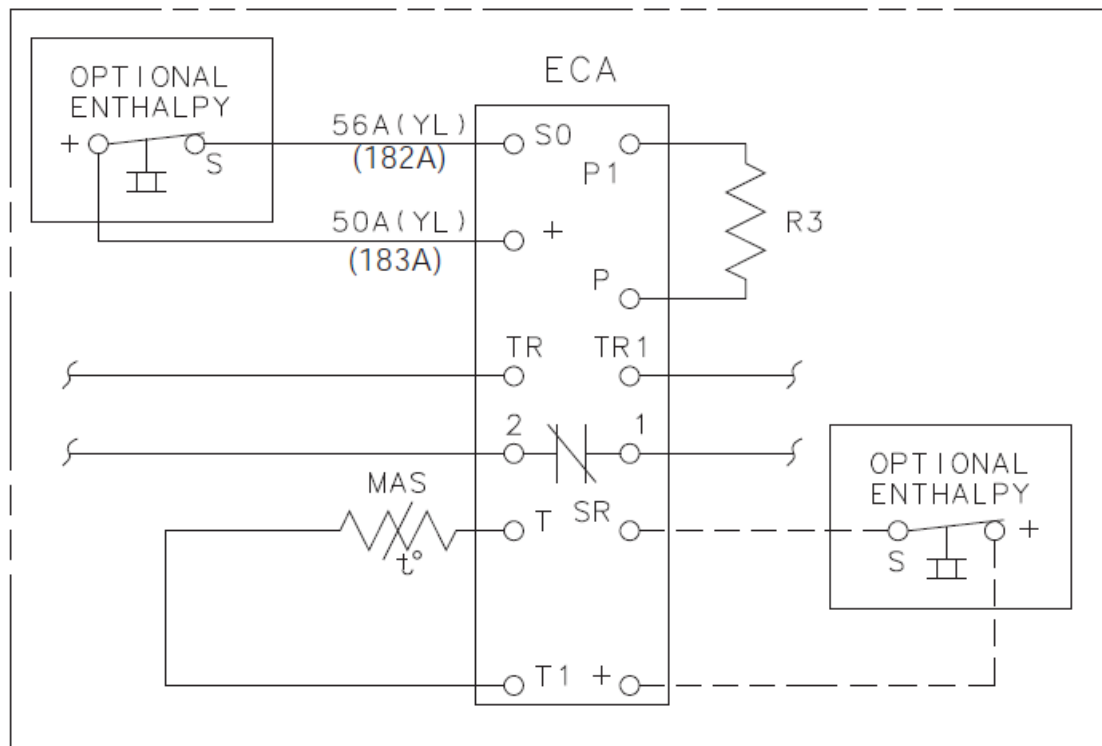 OPTIONAL
ENTHALPY
+
S
56A(YL)
(182A)
50A(YL)
(183A)
ECA
SO
P1
+
P
R3
TR
TR1
2
1
MAS
t°
T
SR
OPTIONAL
ENTHALPY
S
+
T1
+